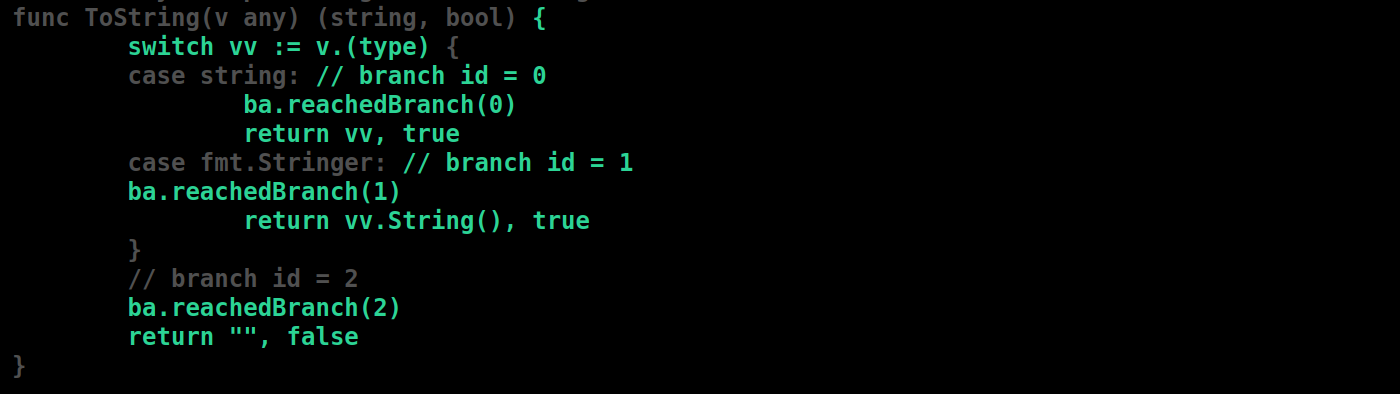 func ToString(v any) (string, bool) {
        switch vv := v.(type) {
        case string: // branch id = 0
                ba.reachedBranch(0)
                return vv, true
        case fmt.Stringer: // branch id = 1
        ba.reachedBranch(1)
                return vv.String(), true
        }
        // branch id = 2
        ba.reachedBranch(2)
        return "", false
}